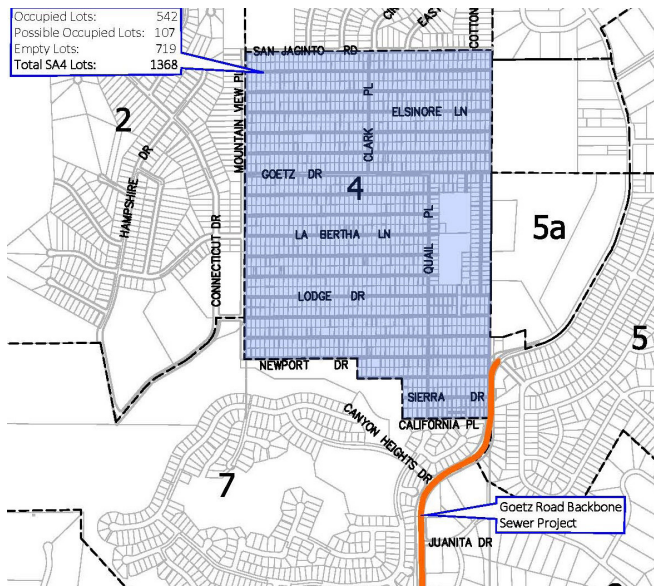 Occupied Lots: 542
Possible Occupied Lots: 107
Empty Lots: 719
Total SA4 Lots: 1368
EAST
COTTON
SAN JACINTO RD
MOUNTAIN VIEW PL
CLARK PL
ELSINORE LN
2
HAMPSHIRE DR
GOETZ DR
4
QUAIL PL
5a
LA BERTHA LN
CONNECTICUT DR
LODGE DR
5
NEWPORT DR
SIERRA DR
CALIFORNIA PL
CANYON HEIGHTS DR
7
Goetz Road Backbone
Sewer Project
JUANITA DR